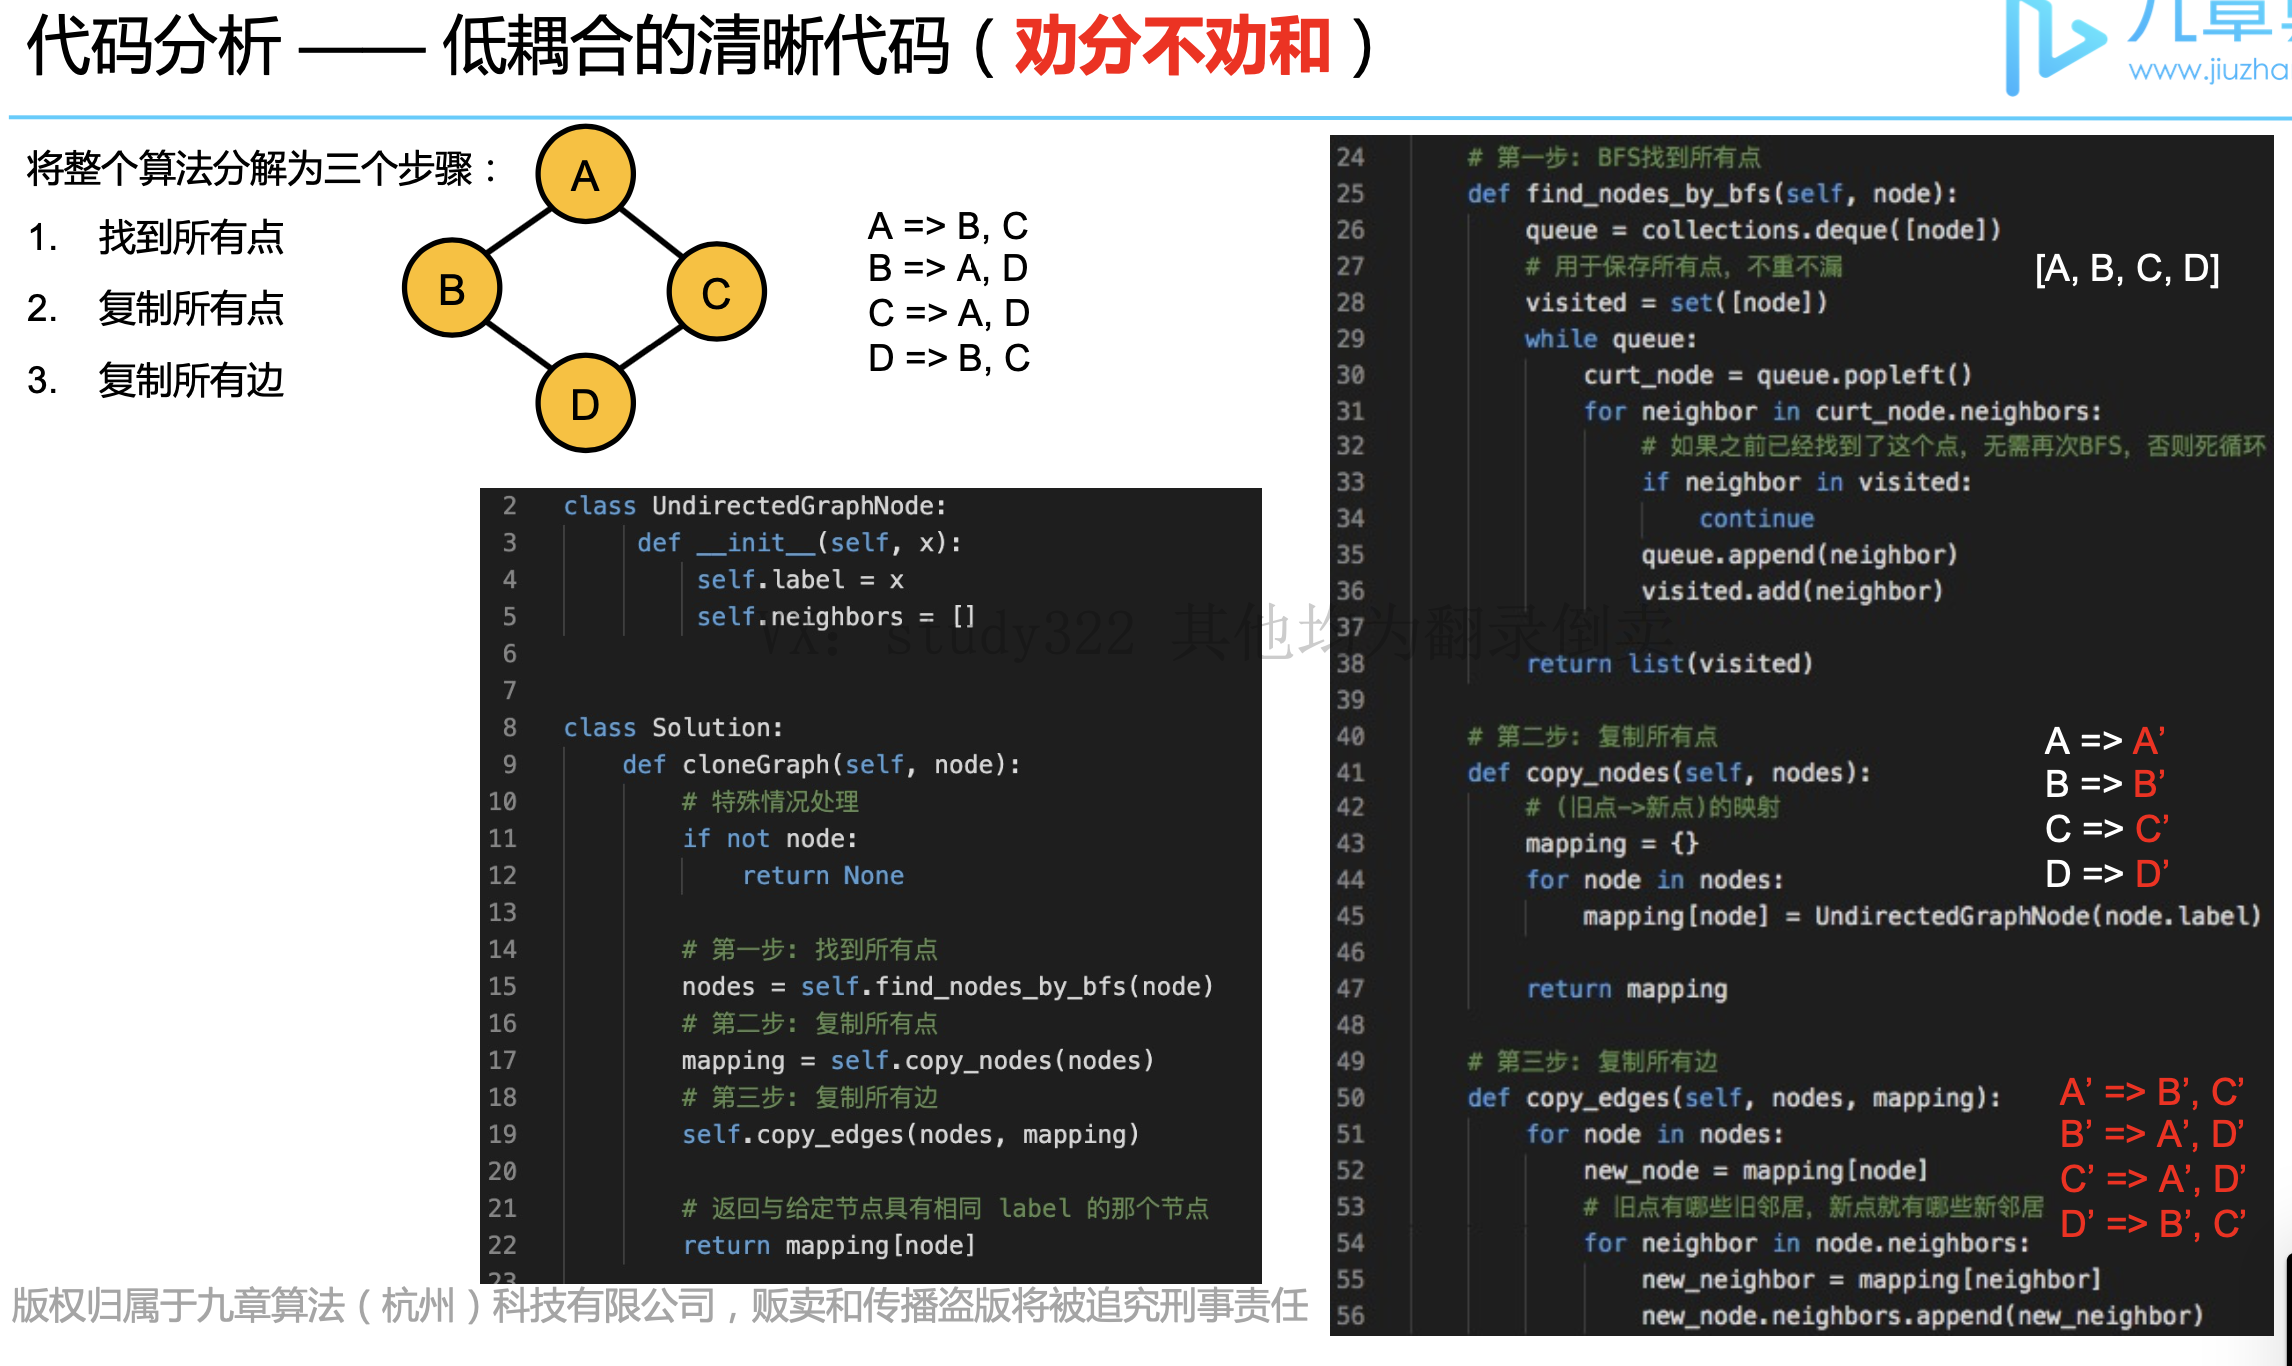 代码分析 —— 低耦合的清晰代码（劝分不劝和）
www.jiuzha
将整个算法分解为三个步骤：
1. 找到所有点
2. 复制所有点
3. 复制所有边
A
B
C
D
A => B, C
B => A, D
C => A, D
D => B, C
2 class UndirectedGraphNode:
3 def __init__(self, x):
4 self.label = x
5 self.neighbors = []
6
7
8 class Solution:
9 def cloneGraph(self, node):
10 # 特殊情况处理
11 if not node:
12 return None
13
14 # 第一步: 找到所有点
15 nodes = self.find_nodes_by_bfs(node)
16 # 第二步: 复制所有点
17 mapping = self.copy_nodes(nodes)
18 # 第三步: 复制所有边
19 self.copy_edges(nodes, mapping)
20
21 # 返回与给定节点具有相同 label 的那个节点
22 return mapping[node]
23
24 # 第一步: BFS找到所有点
25 def find_nodes_by_bfs(self, node):
26 queue = collections.deque([node])
27 # 用于保存所有点, 不重不漏
28 visited = set([node])
29 while queue:
30 curt_node = queue.popleft()
31 for neighbor in curt_node.neighbors:
32 # 如果之前已经找到了这个点, 无需再次BFS, 否则死循环
33 if neighbor in visited:
34 continue
35 queue.append(neighbor)
36 visited.add(neighbor)
37
38 return list(visited)
39
40 # 第二步: 复制所有点
41 def copy_nodes(self, nodes):
42 # (旧点->新点)的映射
43 mapping = {}
44 for node in nodes:
45 mapping[node] = UndirectedGraphNode(node.label)
46
47 return mapping
48
49 # 第三步: 复制所有边
50 def copy_edges(self, nodes, mapping):
51 for node in nodes:
52 new_node = mapping[node]
53 # 旧点有哪些旧邻居, 新点就有哪些新邻居
54 for neighbor in node.neighbors:
55 new_neighbor = mapping[neighbor]
56 new_node.neighbors.append(new_neighbor)
[A, B, C, D]
A => A’
B => B’
C => C’
D => D’
A’ => B’, C’
B’ => A’, D’
C’ => A’, D’
D’ => B’, C’
VX: study322 其他均为翻录倒卖
版权归属于九章算法（杭州）科技有限公司，贩卖和传播盗版将被追究刑事责任